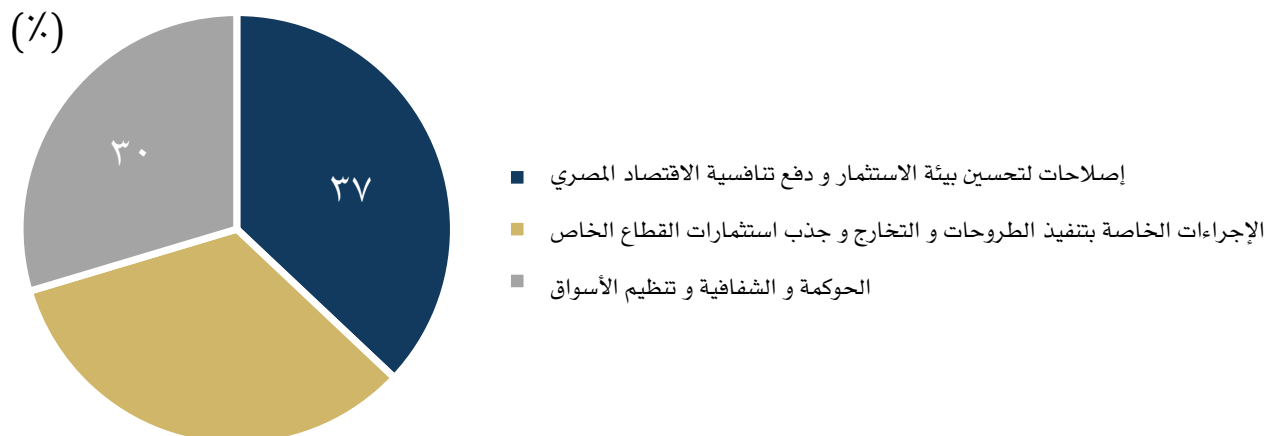 (٪)
٣٠
٣٧
إصلاحات لتحسين بيئة الاستثمار و دفع تنافسية الاقتصاد المصري
الإجراءات الخاصة بتنفيذ الطروحات و التخارج و جذب استثمارات القطاع الخاص
الحوكمة و الشفافية و تنظيم الأسواق